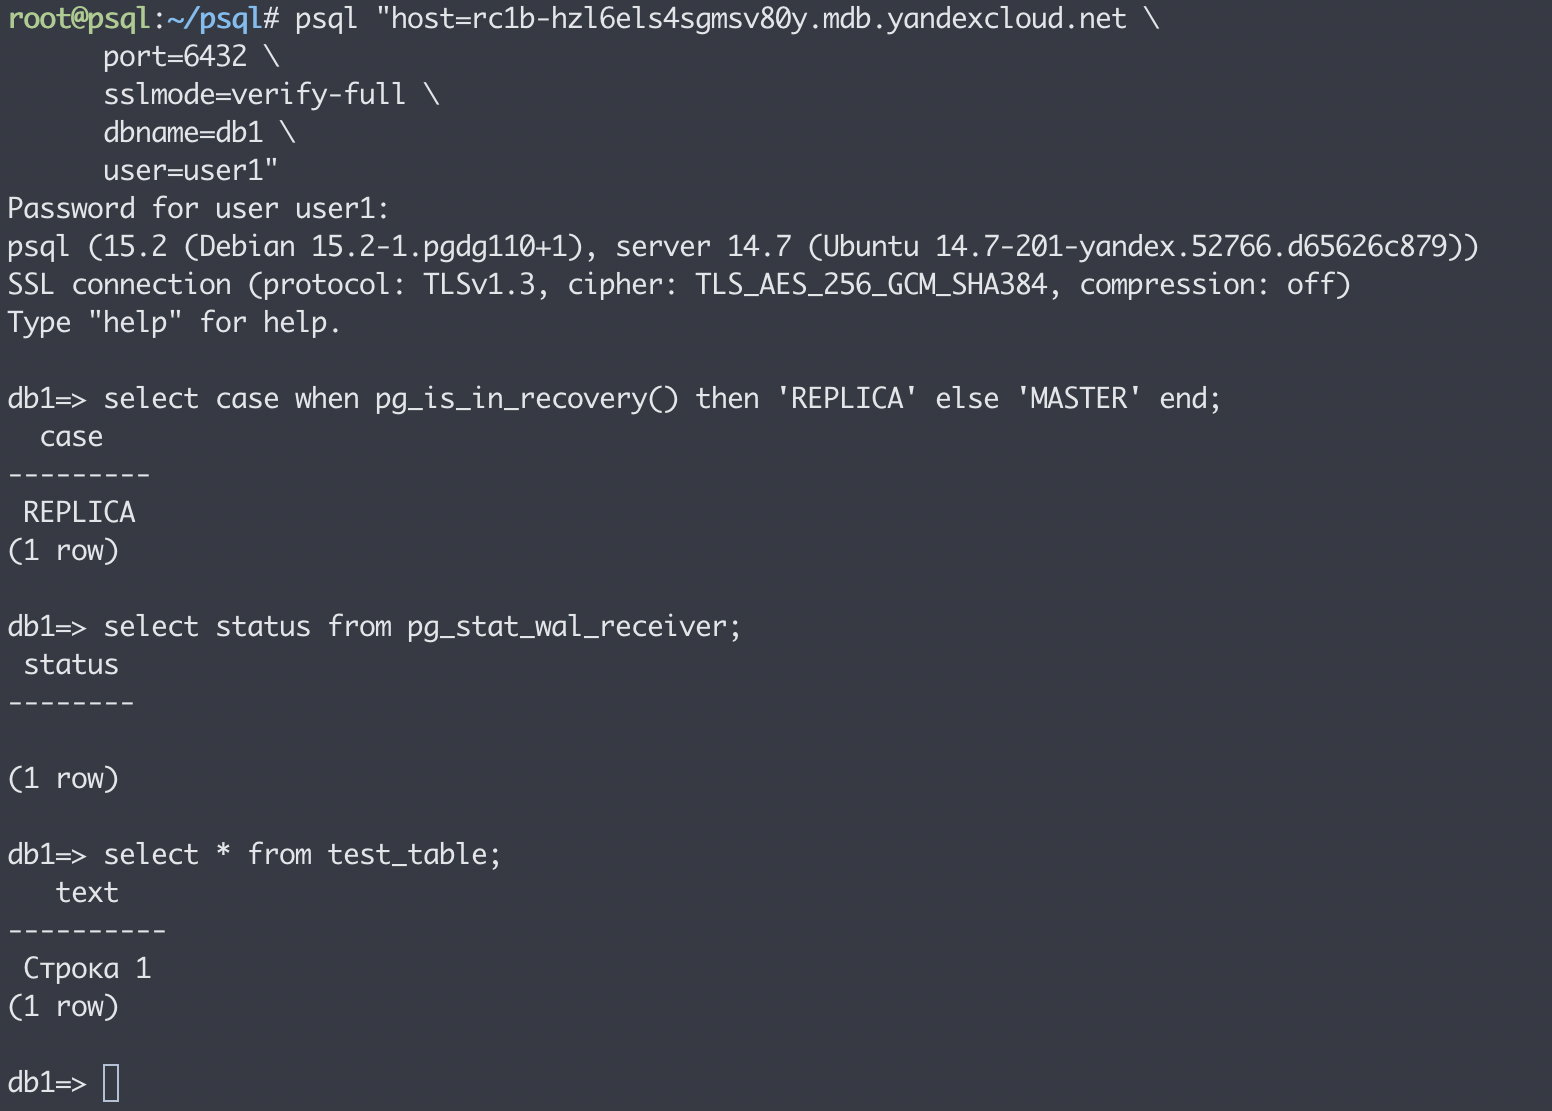 root@psql:~/psql# psql "host=rc1b-hzl6els4sgmsv80y.mdb.yandexcloud.net \
port=6432 \
sslmode=verify-full \
dbname=db1 \
user=user1"
Password for user user1:
psql (15.2 (Debian 15.2-1.pgdg110+1), server 14.7 (Ubuntu 14.7-201-yandex.52766.d65626c879))
SSL connection (protocol: TLSv1.3, cipher: TLS_AES_256_GCM_SHA384, compression: off)
Type "help" for help.
db1=> select case when pg_is_in_recovery() then 'REPLICA' else 'MASTER' end;
case
---------
REPLICA
(1 row)
db1=> select status from pg_stat_wal_receiver;
status
--------
(1 row)
db1=> select * from test_table;
text
----------
Строка 1
(1 row)
db1=>